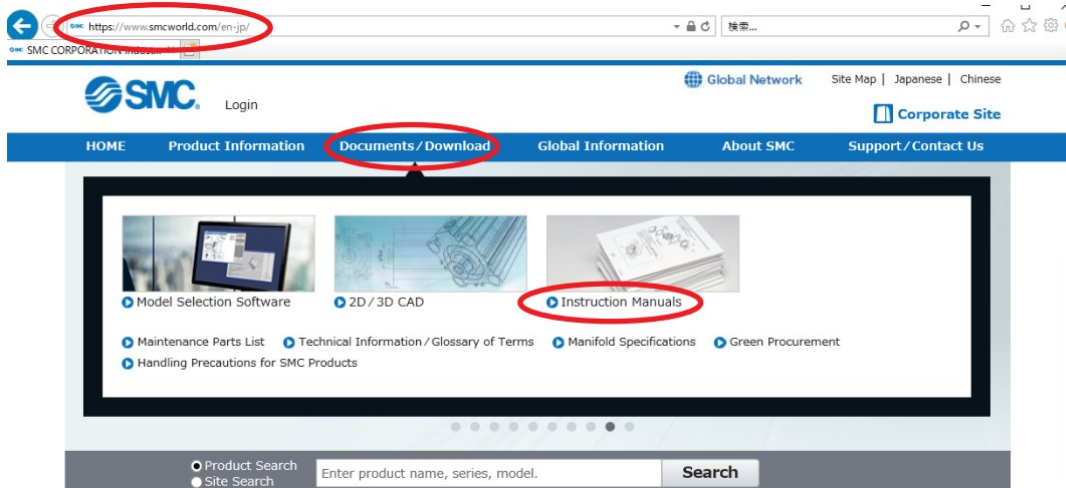 https://www.smcworld.com/en-jp/
検索...
SMC CORPORATION
SMC. Login
Global Network Site Map | Japanese | Chinese
Corporate Site
HOME Product Information Documents/Download Global Information About SMC Support/Contact Us
Model Selection Software 2D/3D CAD Instruction Manuals
Maintenance Parts List Technical Information/Glossary of Terms Manifold Specifications Green Procurement
Handling Precautions for SMC Products
Product Search
Enter product name, series, model. Search
Site Search